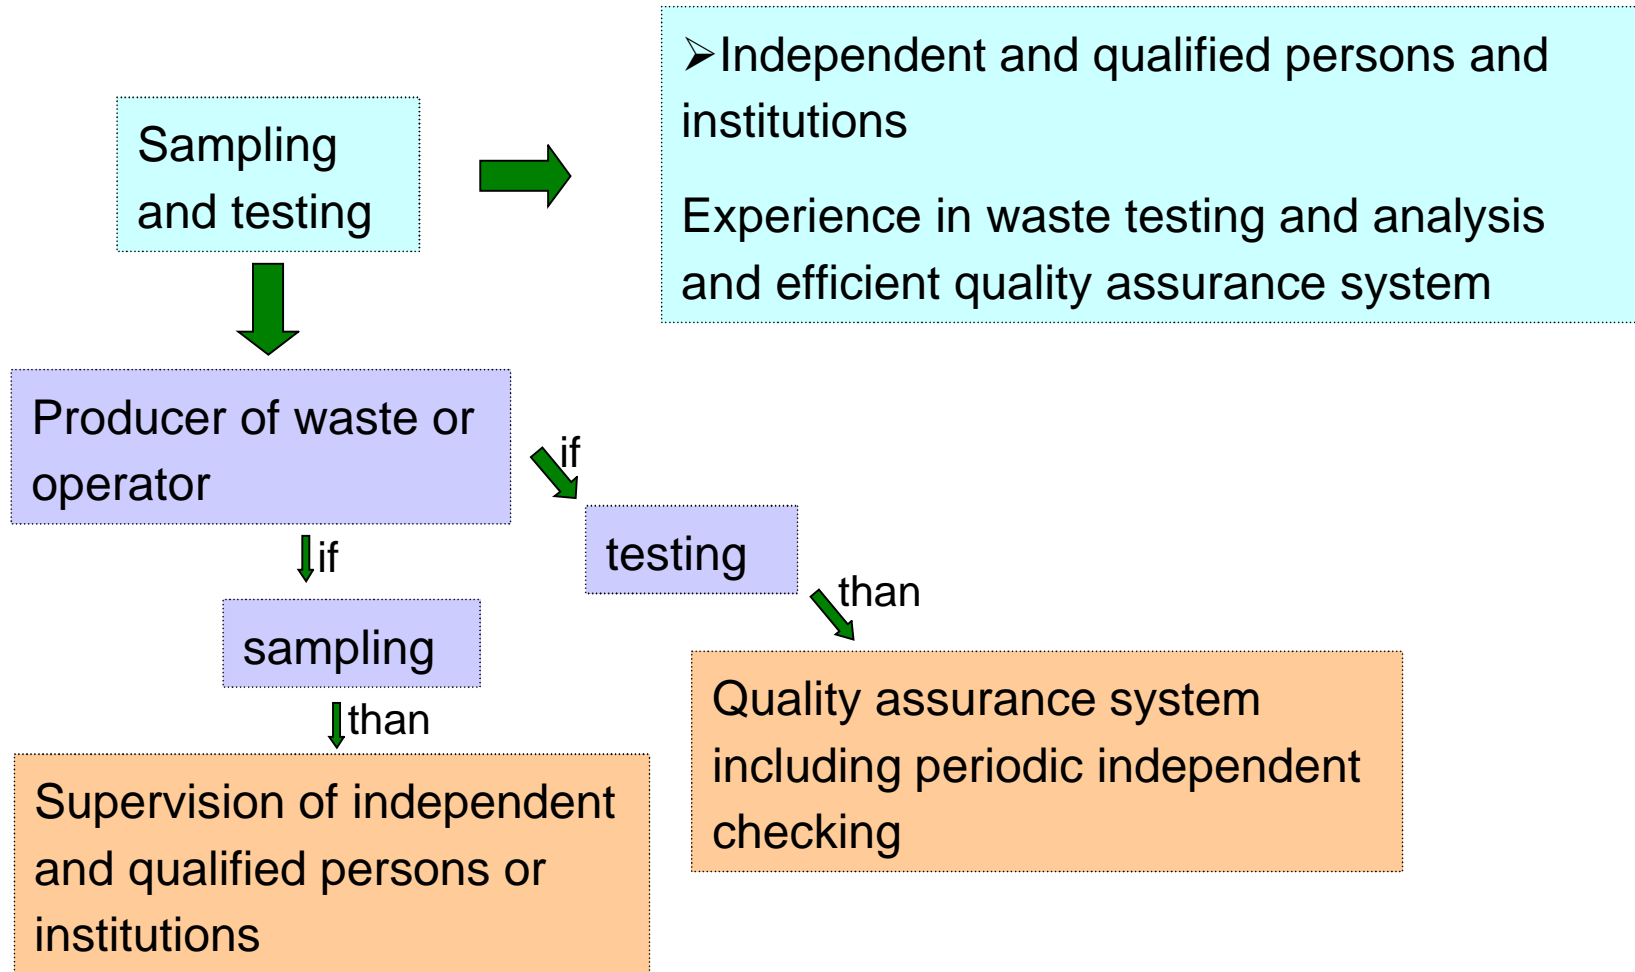 Sampling
and testing
➢Independent and qualified persons and
institutions
Experience in waste testing and analysis
and efficient quality assurance system
Producer of waste or
operator
if
testing
than
Quality assurance system
including periodic independent
checking
if
sampling
than
Supervision of independent
and qualified persons or
institutions